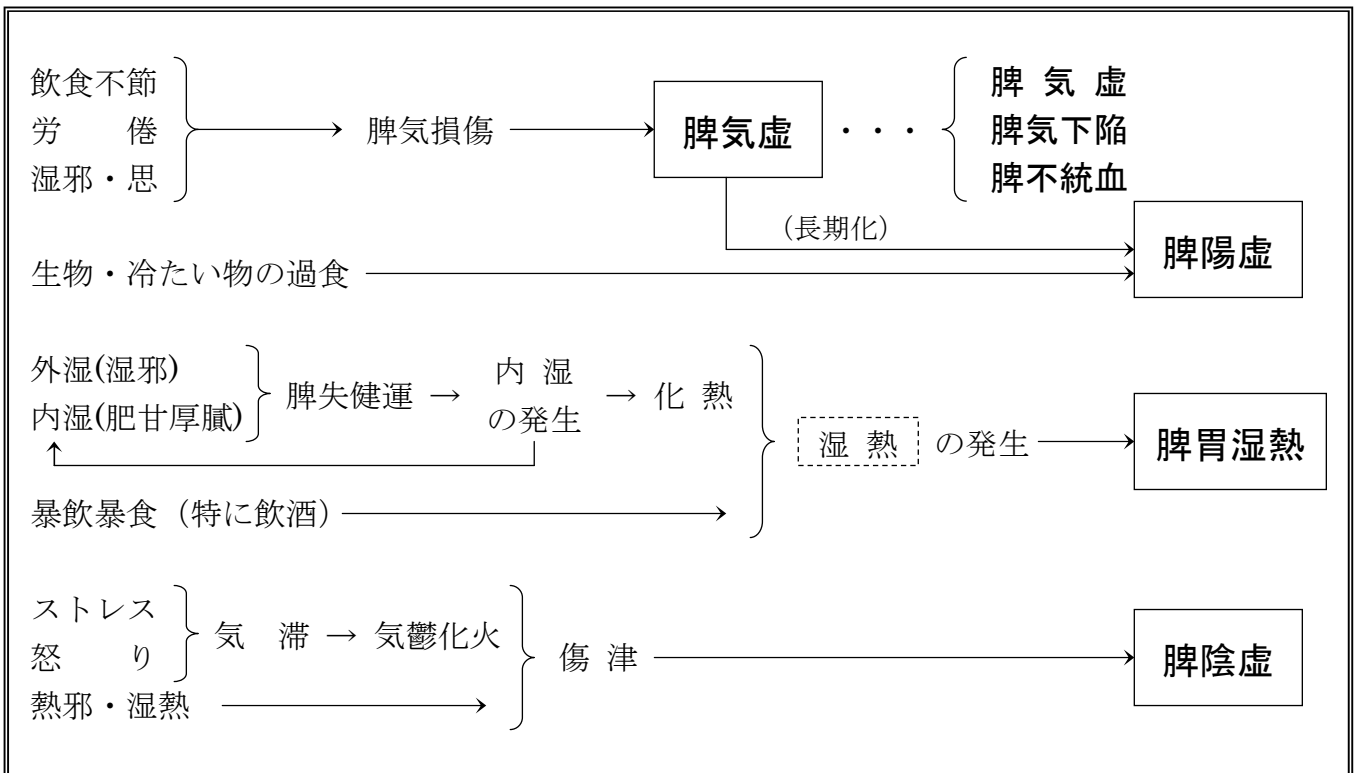 飲食不節
労　　倦
湿邪・思
脾気損傷
脾気虚
・・・
脾 気 虚
脾気下陥
脾不統血
（長期化）
生物・冷たい物の過食
脾陽虚
外湿(湿邪)
内湿(肥甘厚膩)
脾失健運 →
内 湿
の発生
→ 化 熱
湿 熱 の発生
脾胃湿熱
暴飲暴食（特に飲酒）
ストレス
怒　　り
気　滞 → 気鬱化火
熱邪・湿熱
傷 津
脾陰虚